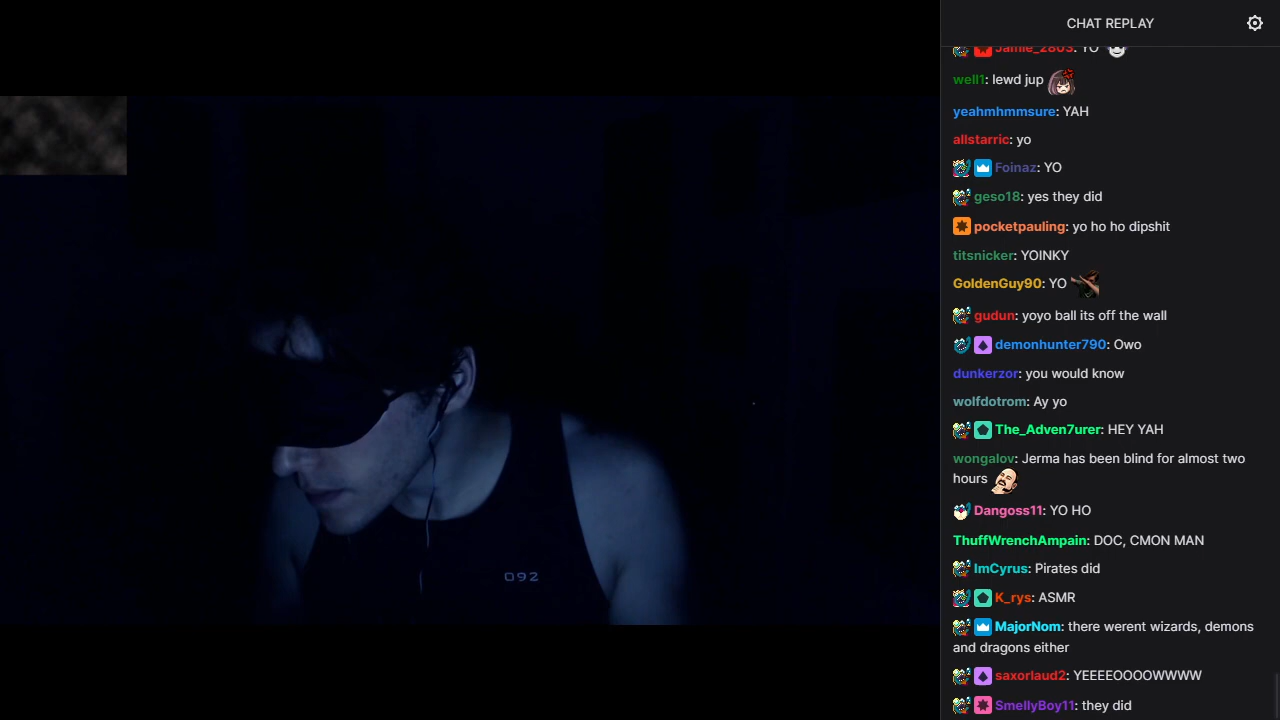 CHAT REPLAY
Jamie_2803: YO
well1: lewd jup
yeahmhmmsure: YAH
allstarric: yo
Foinaz: YO
geso18: yes they did
pocketpauling: yo ho ho dipshit
titsnicker: YOINKY
GoldenGuy90: YO
gudun: yoyo ball its off the wall
demonhunter790: Owo
dunkerzor: you would know
wolfdotrom: Ay yo
The_Adven7urer: HEY YAH
wongalov: Jerma has been blind for almost two
hours
Dangoss11: YO HO
ThuffWrenchAmpain: DOC, CMON MAN
ImCyrus: Pirates did
K_rys: ASMR
MajorNom: there werent wizards, demons
and dragons either
saxorlaud2: YEEEEOOOOWWWW
SmellyBoy11: they did
092